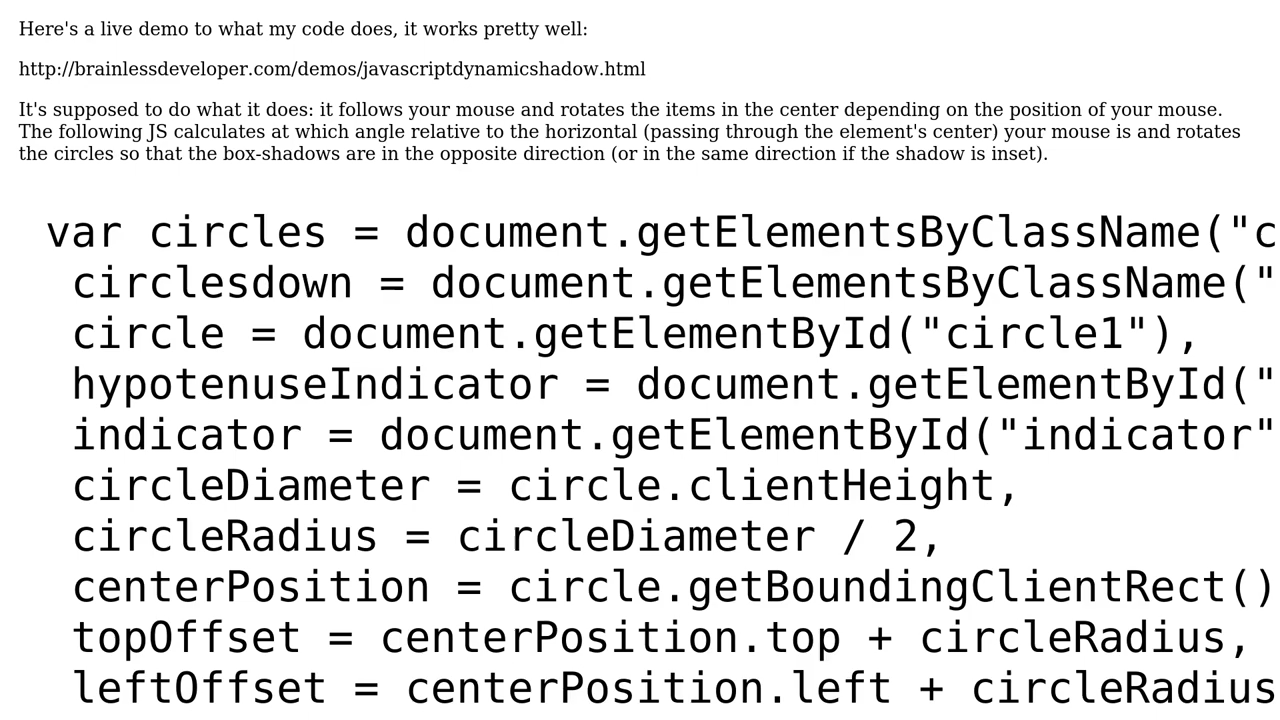 Here's a live demo to what my code does, it works pretty well:
http://brainlessdeveloper.com/demos/javascriptdynamicshadow.html
It's supposed to do what it does: it follows your mouse and rotates the items in the center depending on the position of your mouse.
The following JS calculates at which angle relative to the horizontal (passing through the element's center) your mouse is and rotates
the circles so that the box-shadows are in the opposite direction (or in the same direction if the shadow is inset).
var circles = document.getElementsByClassName("c
circlesdown = document.getElementsByClassName("
circle = document.getElementById("circle1"),
hypotenuseIndicator = document.getElementById("
indicator = document.getElementById("indicator"
circleDiameter = circle.clientHeight,
circleRadius = circleDiameter / 2,
centerPosition = circle.getBoundingClientRect()
topOffset = centerPosition.top + circleRadius,
leftOffset = centerPosition.left + circleRadius